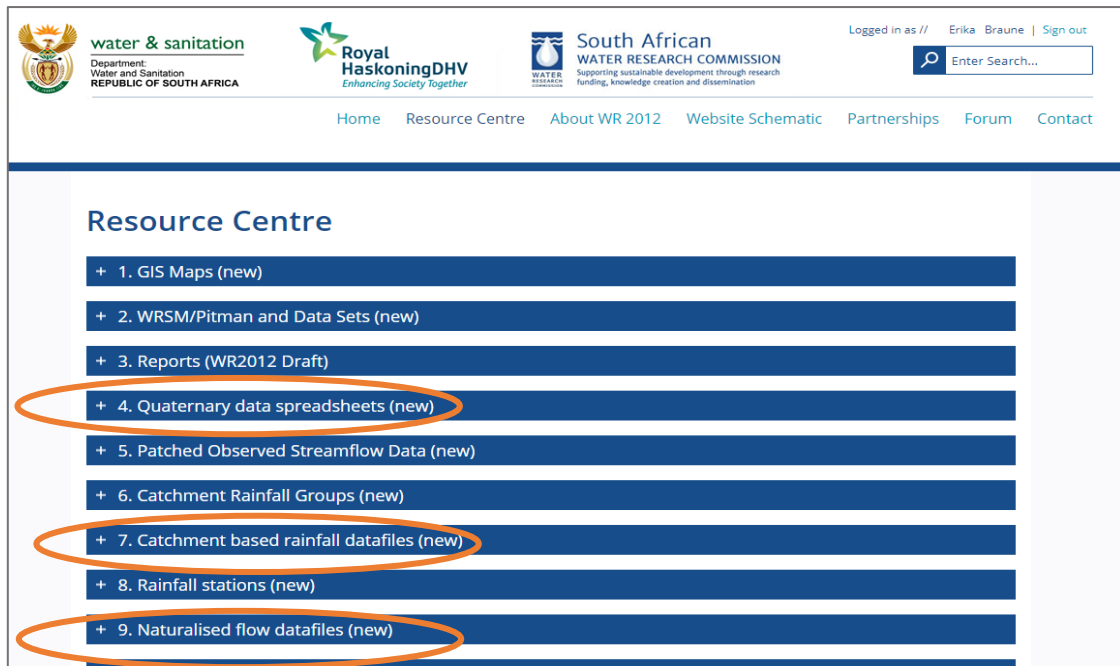 water & sanitation
Department:
Water and Sanitation
REPUBLIC OF SOUTH AFRICA
Royal
HaskoningDHV
Enhancing Society Together
WATER
RESEARCH
COMMISSION
South African
WATER RESEARCH COMMISSION
Supporting sustainable development through research
funding, knowledge creation and dissemination
Logged in as // Erika Braune | Sign out
Enter Search...
Home Resource Centre About WR 2012 Website Schematic Partnerships Forum Contact
Resource Centre
+ 1. GIS Maps (new)
+ 2. WRSM/Pitman and Data Sets (new)
+ 3. Reports (WR2012 Draft)
+ 4. Quaternary data spreadsheets (new)
+ 5. Patched Observed Streamflow Data (new)
+ 6. Catchment Rainfall Groups (new)
+ 7. Catchment based rainfall datafiles (new)
+ 8. Rainfall stations (new)
+ 9. Naturalised flow datafiles (new)